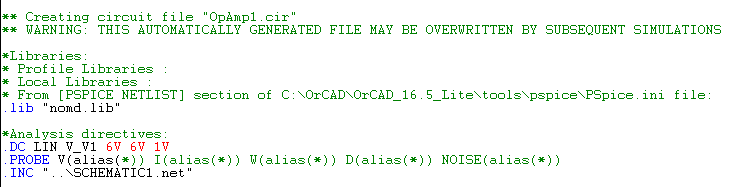 ** Creating circuit file "OpAmp1.cir"
** WARNING: THIS AUTOMATICALLY GENERATED FILE MAY BE OVERWRITTEN BY SUBSEQUENT SIMULATIONS
*Libraries:
* Profile Libraries :
* Local Libraries :
* From [PSPICE NETLIST] section of C:\OrCAD\OrCAD_16.5_Lite\tools\pspice\PSpice.ini file:
.lib "nomd.lib"
*Analysis directives:
.DC LIN V_V1 6V 6V 1V
.PROBE V(alias(*)) I(alias(*)) W(alias(*)) D(alias(*)) NOISE(alias(*))
.INC "..\SCHEMATIC1.net"